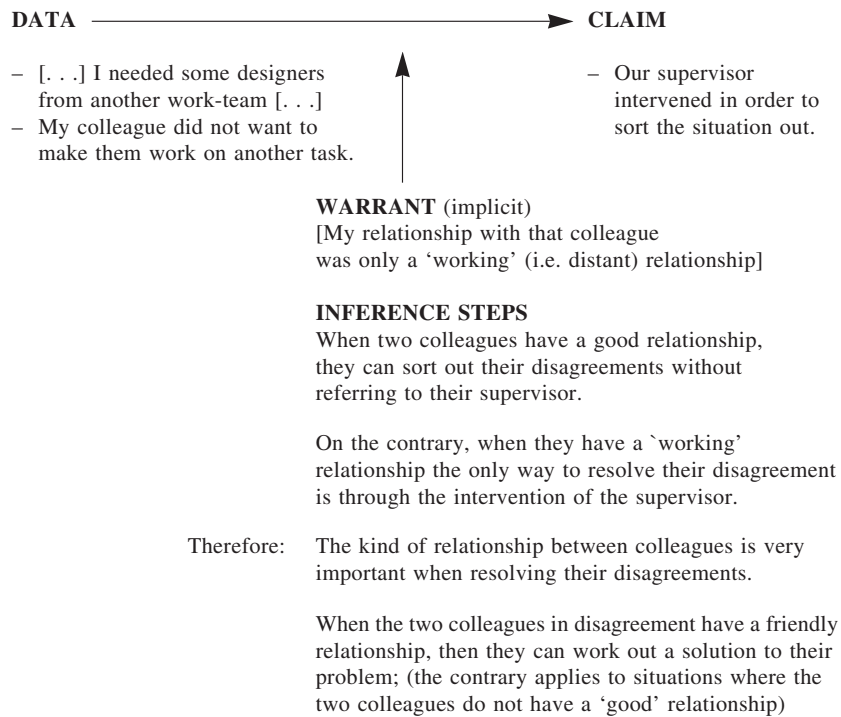 DATA CLAIM
– [. . .] I needed some designers
from another work-team [. . .]
– My colleague did not want to
make them work on another task.
– Our supervisor
intervened in order to
sort the situation out.
WARRANT (implicit)
[My relationship with that colleague
was only a ‘working’ (i.e. distant) relationship]
INFERENCE STEPS
When two colleagues have a good relationship,
they can sort out their disagreements without
referring to their supervisor.
On the contrary, when they have a `working’
relationship the only way to resolve their disagreement
is through the intervention of the supervisor.
Therefore: The kind of relationship between colleagues is very
important when resolving their disagreements.
When the two colleagues in disagreement have a friendly
relationship, then they can work out a solution to their
problem; (the contrary applies to situations where the
two colleagues do not have a ‘good’ relationship)